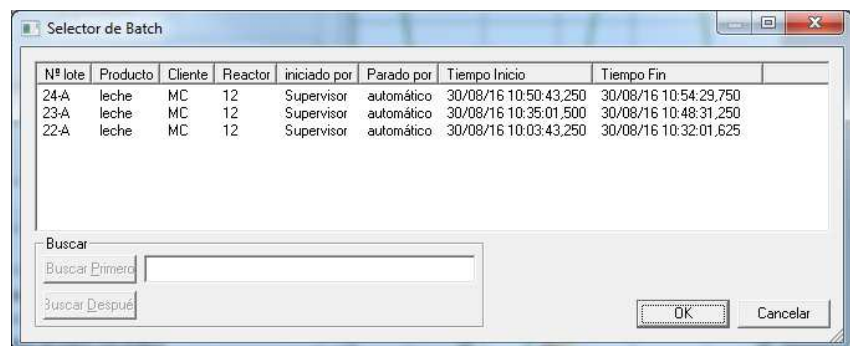 Selector de Batch
Nº lote Producto Cliente Reactor iniciado por Parado por Tiempo Inicio Tiempo Fin
24-A leche MC 12 Supervisor automático 30/08/16 10:50:43,250 30/08/16 10:54:29,750
23-A leche MC 12 Supervisor automático 30/08/16 10:35:01,500 30/08/16 10:48:31,250
22-A leche MC 12 Supervisor automático 30/08/16 10:03:43,250 30/08/16 10:32:01,625
Buscar
Buscar Primero
Buscar Despué
OK Cancelar